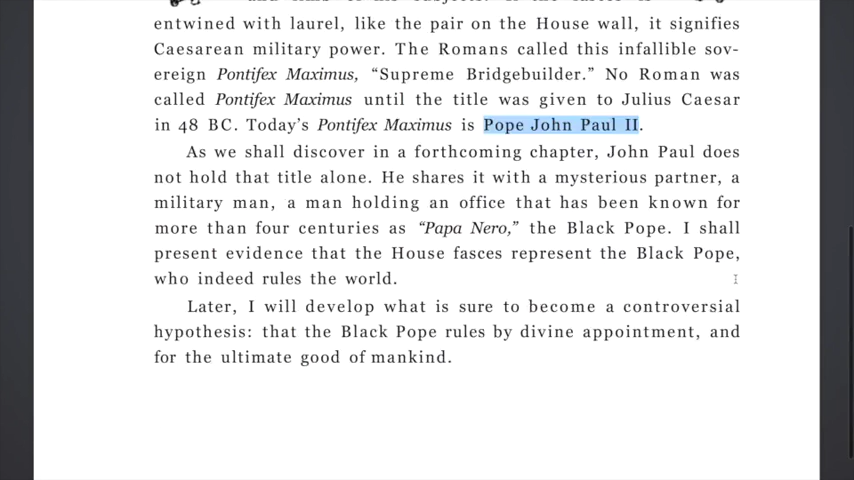 entwined with laurel, like the pair on the House wall, it signifies
Caesarean military power. The Romans called this infallible sov-
ereign Pontifex Maximus, “Supreme Bridgebuilder.” No Roman was
called Pontifex Maximus until the title was given to Julius Caesar
in 48 BC. Today’s Pontifex Maximus is Pope John Paul II.
As we shall discover in a forthcoming chapter, John Paul does
not hold that title alone. He shares it with a mysterious partner, a
military man, a man holding an office that has been known for
more than four centuries as “Papa Nero,” the Black Pope. I shall
present evidence that the House fasces represent the Black Pope,
who indeed rules the world.
Later, I will develop what is sure to become a controversial
hypothesis: that the Black Pope rules by divine appointment, and
for the ultimate good of mankind.